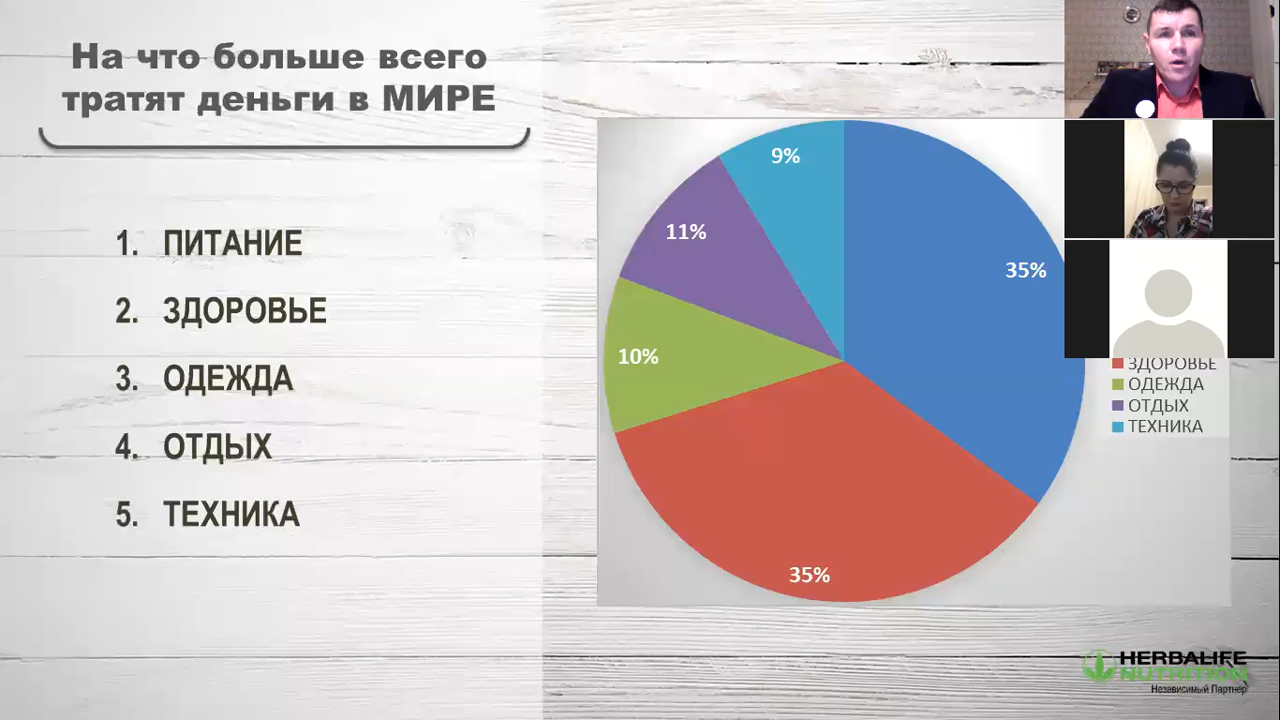 На что больше всего
тратят деньги в МИРЕ
1. ПИТАНИЕ
2. ЗДОРОВЬЕ
3. ОДЕЖДА
4. ОТДЫХ
5. ТЕХНИКА
9%
11%
35%
10%
35%
ЗДОРОВЬЕ
ОДЕЖДА
ОТДЫХ
ТЕХНИКА
HERBALIFE
NUTRITION
Независимый Партнер